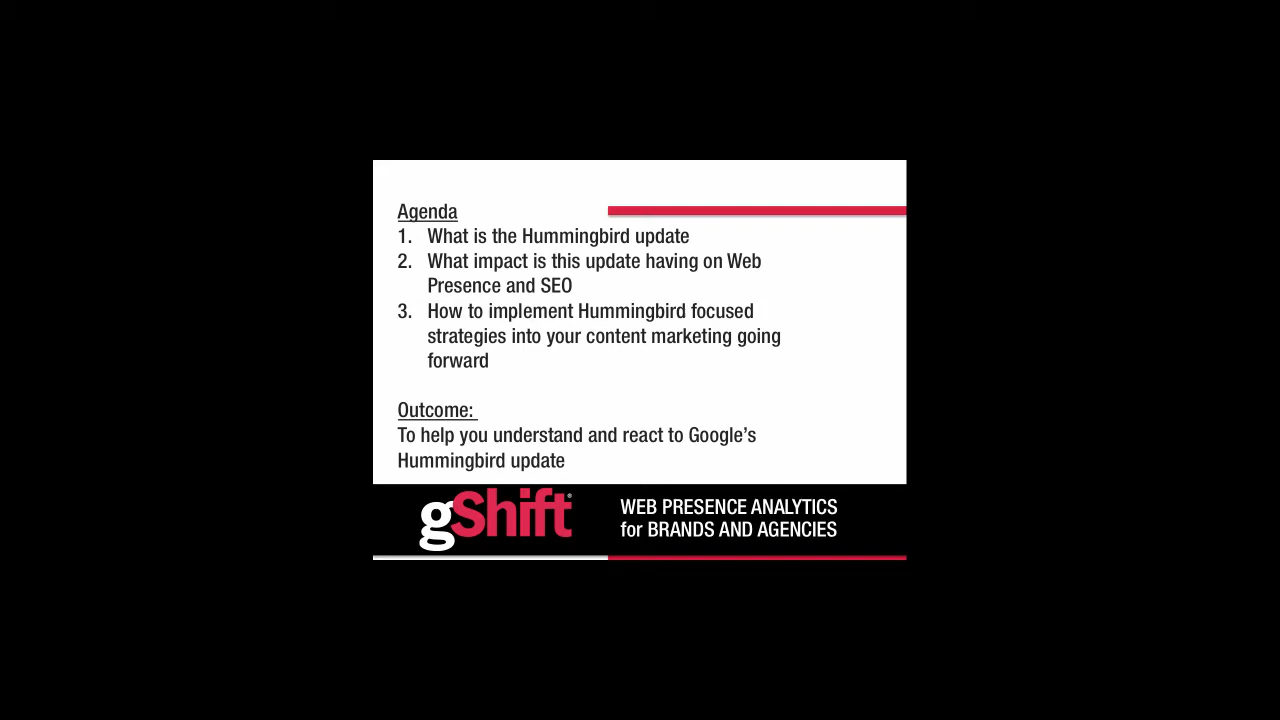 Agenda
1. What is the Hummingbird update
2. What impact is this update having on Web
Presence and SEO
3. How to implement Hummingbird focused
strategies into your content marketing going
forward
Outcome:
To help you understand and react to Google’s
Hummingbird update
gShift®
WEB PRESENCE ANALYTICS
for BRANDS AND AGENCIES